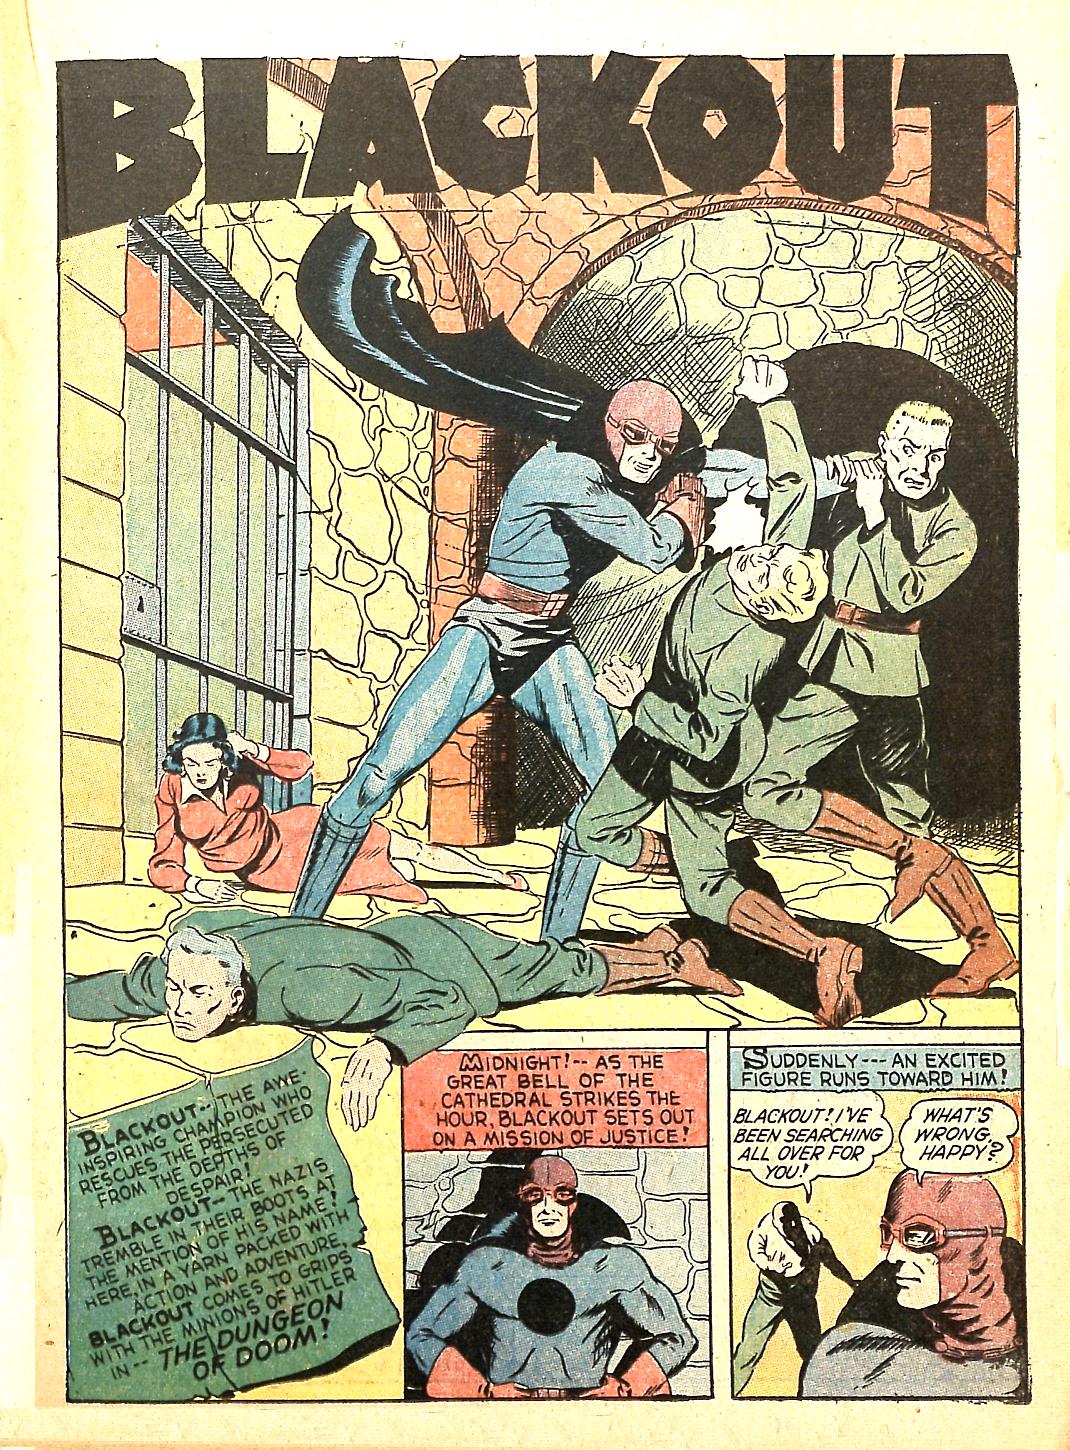 BLACKOUT
BLACKOUT--THE AWE-
INSPIRING CHAMPION WHO
RESCUES THE PERSECUTED
FROM THE DEPTHS OF
DESPAIR!
BLACKOUT--THE NAZIS
TREMBLE IN THEIR BOOTS AT
THE MENTION OF HIS NAME!
HERE, IN A YARN PACKED WITH
ACTION AND ADVENTURE,
BLACKOUT COMES TO GRIPS
WITH THE MINIONS OF HITLER
IN-- THE DUNGEON
OF DOOM!
MIDNIGHT!-- AS THE
GREAT BELL OF THE
CATHEDRAL STRIKES THE
HOUR, BLACKOUT SETS OUT
ON A MISSION OF JUSTICE!
SUDDENLY--- AN EXCITED
FIGURE RUNS TOWARD HIM!
BLACKOUT! I'VE
BEEN SEARCHING
ALL OVER FOR
YOU!
WHAT'S
WRONG,
HAPPY?